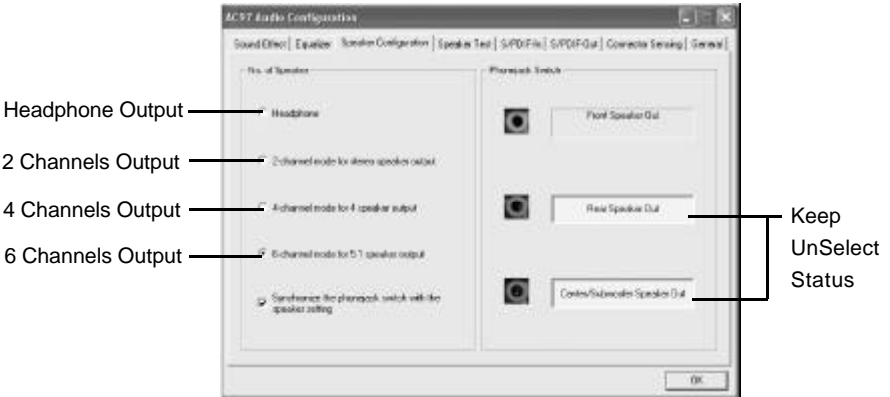 AC97 Audio Configuration
Sound Effect Equalizer Speaker Configuration Speaker Test S/PDIF-In S/PDIF-Out Connector Sensing General
No. of Speaker
Phonejack Switch
Headphone Output
Headphone
Front Speaker Out
2 Channels Output
2-channel mode for stereo speaker output
4 Channels Output
4-channel mode for 4 speaker output
Rear Speaker Out
Keep
UnSelect
Status
6 Channels Output
6-channel mode for 5.1 speaker output
Synchronize the phonejack switch with the
speaker setting
Center/Subwoofer Speaker Out
OK